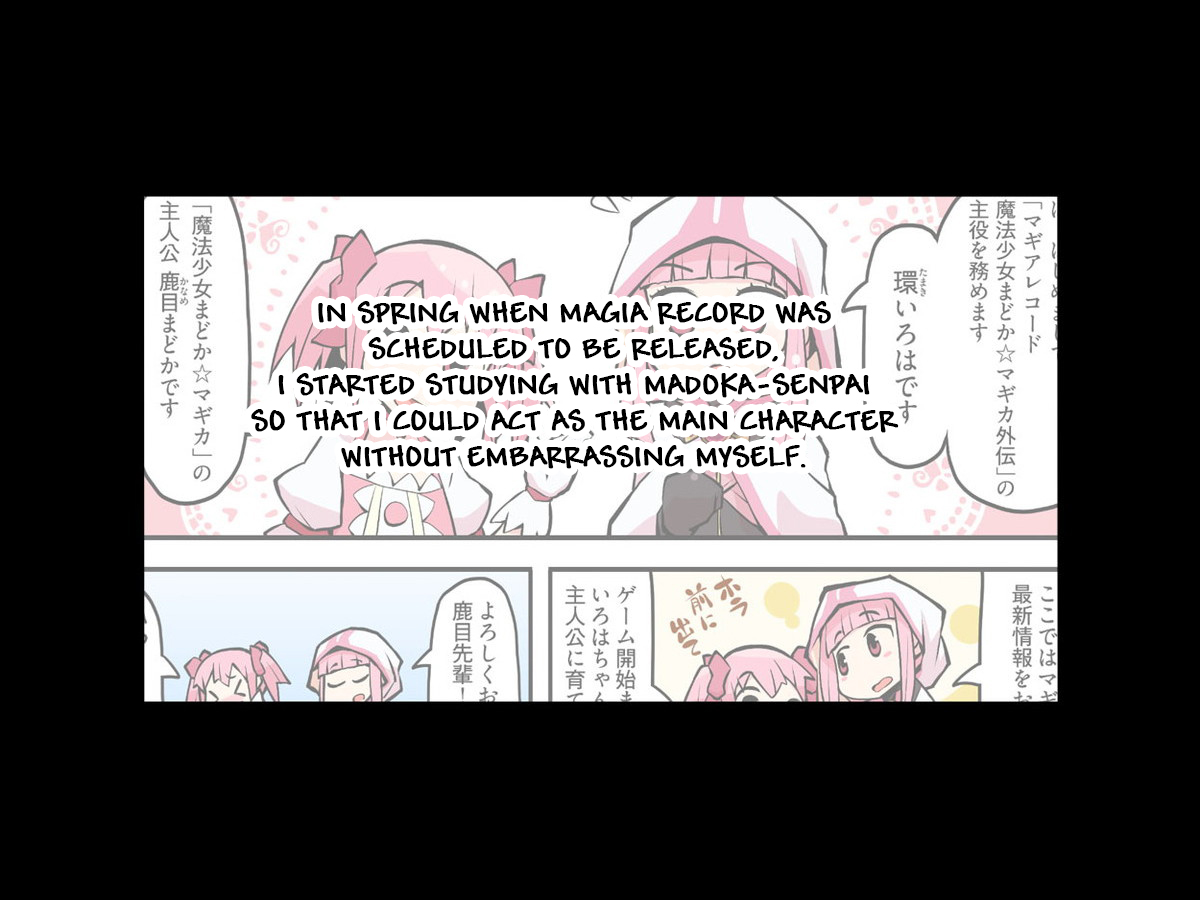 IN SPRING WHEN MAGIA RECORD WAS
SCHEDULED TO BE RELEASED,
I STARTED STUDYING WITH MADOKA-SENPAI
SO THAT I COULD ACT AS THE MAIN CHARACTER
WITHOUT EMBARRASSING MYSELF.
「マギアレコード
魔法少女まどか☆マギカ外伝」の
主役を務めます
環いろはです
たまき
「魔法少女まどか☆マギカ」の
主人公 鹿目まどかです
かなめ
ここではマギ
最新情報をお
ホラ
前に
出て
ゲーム開始ま
いろはちゃん
主人公に育て
よろしくお
鹿目先輩!